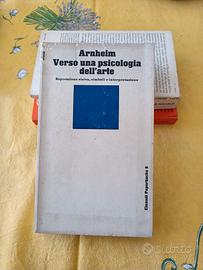 Arnheim
Verso una psicologia
dell'arte
Espressione visiva, simboli e interpretazione
Einaudi Paperbacks 8
subito